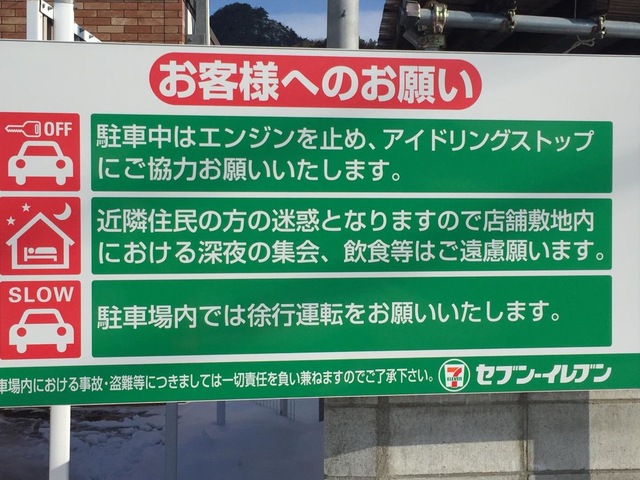 お客様へのお願い
OFF
駐車中はエンジンを止め、アイドリングストップ
にご協力お願いいたします。
近隣住民の方の迷惑となりますので店舗敷地内
における深夜の集会、飲食等はご遠慮願います。
SLOW
駐車場内では徐行運転をお願いいたします。
車場内における事故・盗難等につきましては一切責任を負い兼ねますのでご了承下さい。
7
ELEVEN
セブン-イレブン